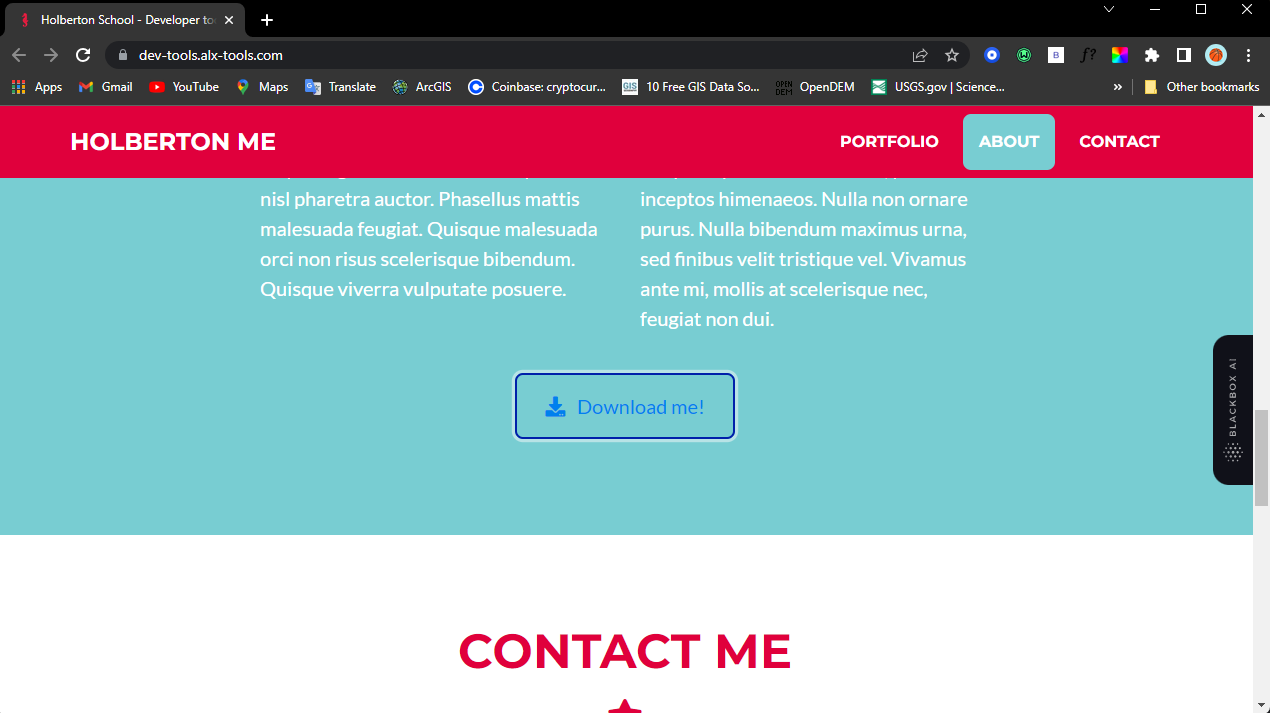 Holberton School - Developer to
dev-tools.alx-tools.com
Apps Gmail YouTube Maps Translate ArcGIS Coinbase: cryptocur... GIS 10 Free GIS Data So... OPEN DEM OpenDEM USGS.gov | Science... » Other bookmarks
HOLBERTON ME PORTFOLIO ABOUT CONTACT
nisl pharetra auctor. Phasellus mattis
malesuada feugiat. Quisque malesuada
orci non risus scelerisque bibendum.
Quisque viverra vulputate posuere.
inceptos himenaeos. Nulla non ornare
purus. Nulla bibendum maximus urna,
sed finibus velit tristique vel. Vivamus
ante mi, mollis at scelerisque nec,
feugiat non dui.
Download me!
BLACKBOX AI
CONTACT ME